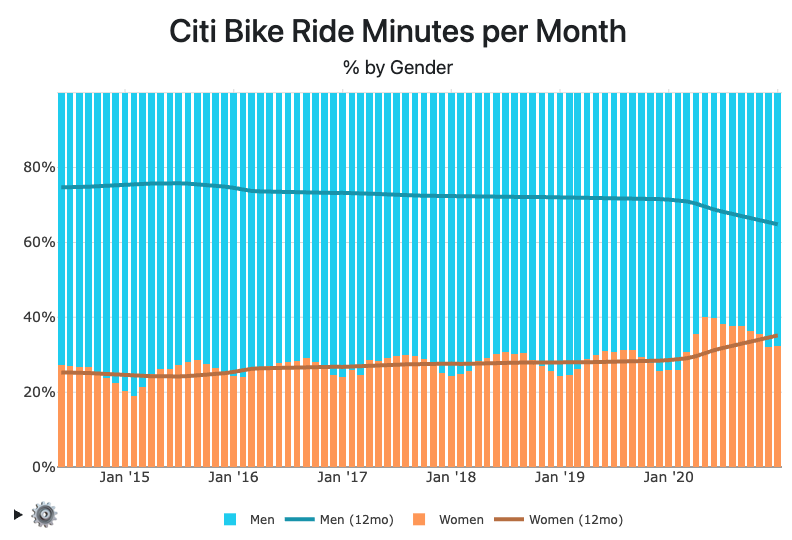 Citi Bike Ride Minutes per Month
% by Gender
80%
60%
40%
20%
0%
Jan '15 Jan '16 Jan '17 Jan '18 Jan '19 Jan '20
Men Men (12mo) Women Women (12mo)